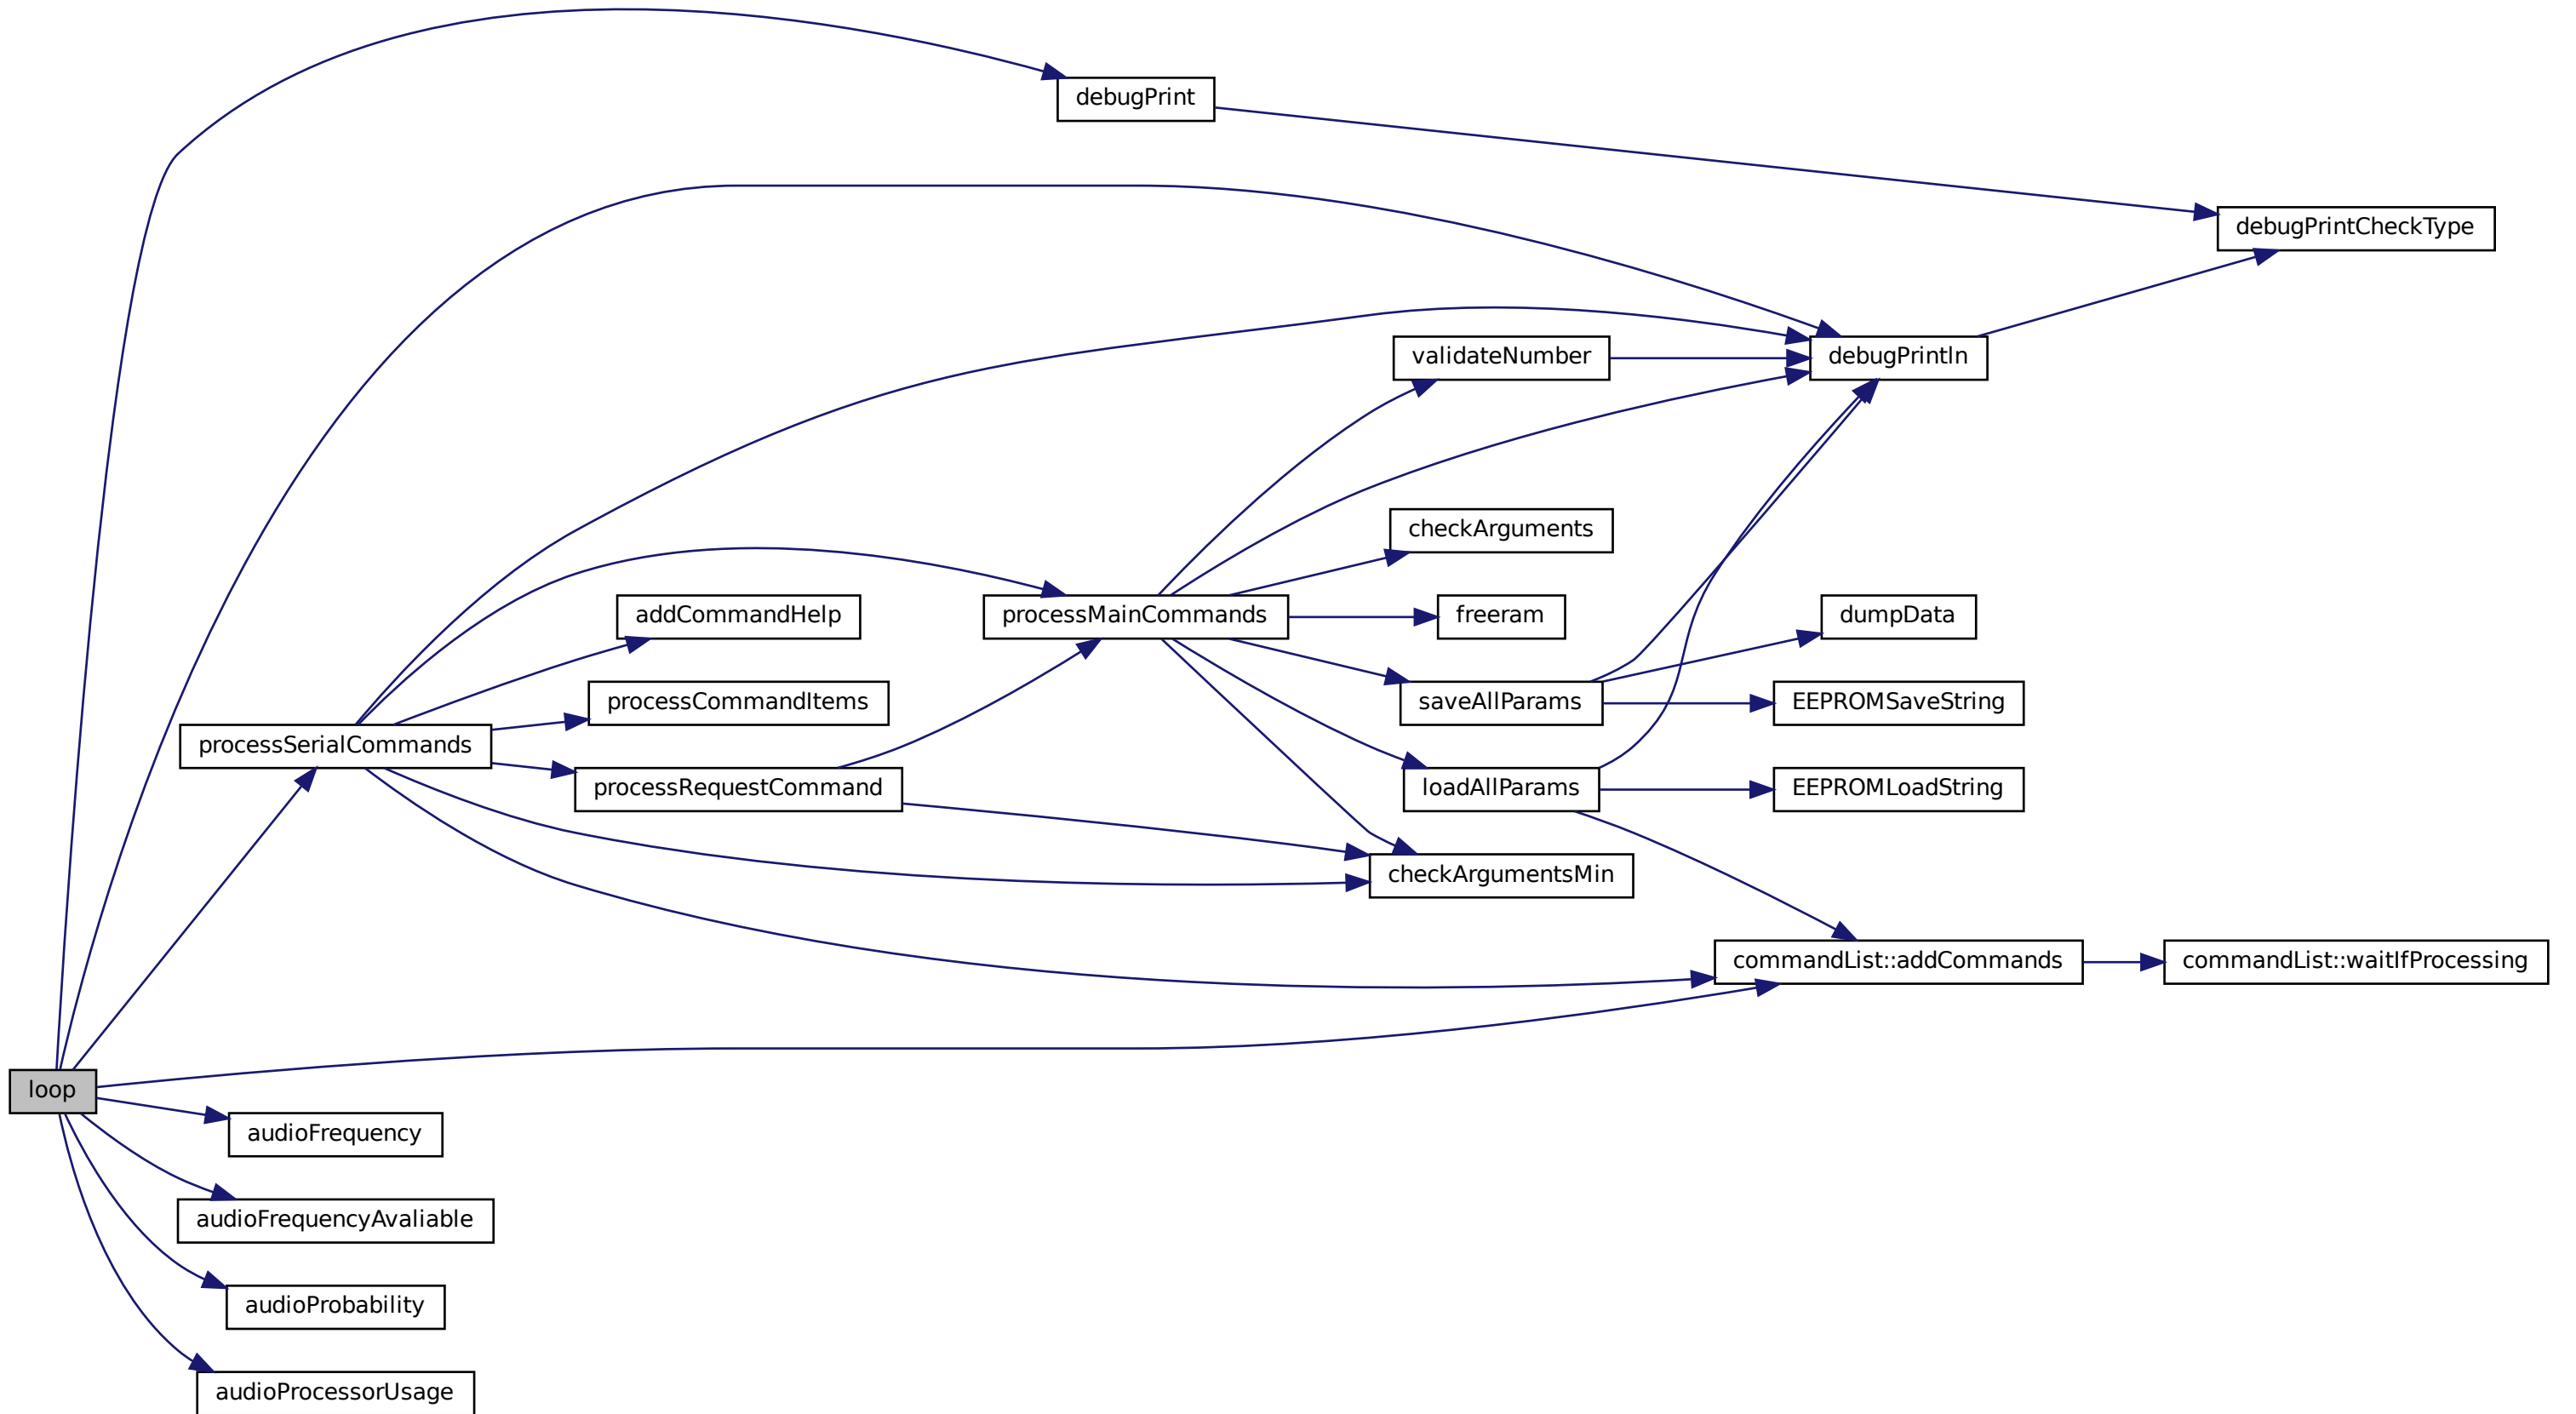 debugPrint
debugPrintCheckType
validateNumber
debugPrintln
checkArguments
addCommandHelp
processMainCommands
freeram
dumpData
processCommandItems
saveAllParams
EEPROMSaveString
processSerialCommands
processRequestCommand
loadAllParams
EEPROMLoadString
checkArgumentsMin
commandList::addCommands
commandList::waitIfProcessing
loop
audioFrequency
audioFrequencyAvaliable
audioProbability
audioProcessorUsage